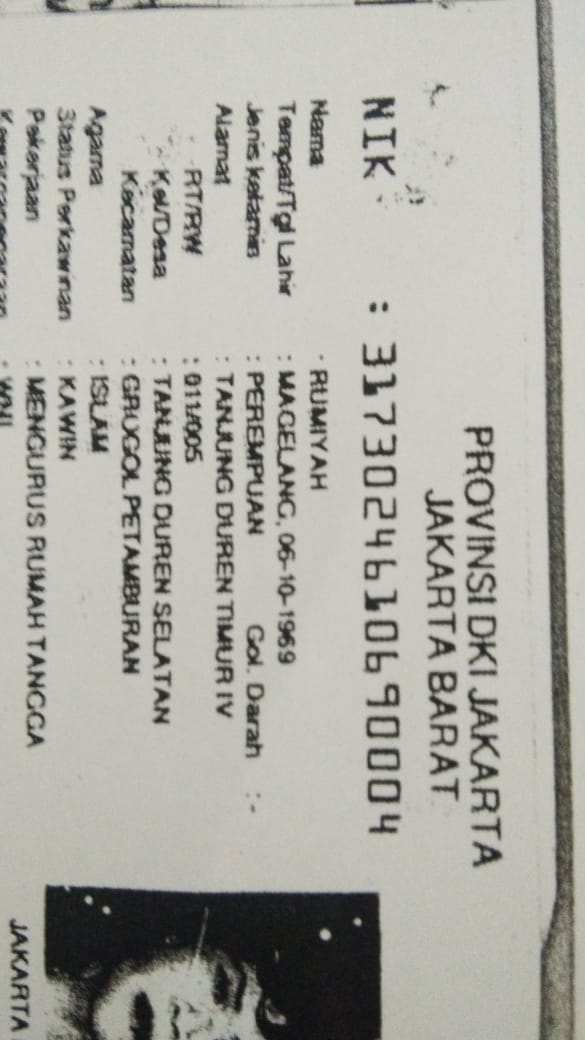 PROVINSI DKI JAKARTA
JAKARTA BARAT
NIK : 3173024610690004
Nama : RUMIYAH
Tempat/Tgl Lahir : MAGELANG, 06-10-1969
Jenis kelamin : PEREMPUAN Gol. Darah : -
Alamat : TANJUNG DUREN TIMUR IV
RT/RW : 011/005
Kel/Desa : TANJUNG DUREN SELATAN
Kecamatan : GROGOL PETAMBURAN
Agama : ISLAM
Status Perkawinan : KAWIN
Pekerjaan : MENGURUS RUMAH TANGGA
Kewarganegaraan : WNI
JAKARTA